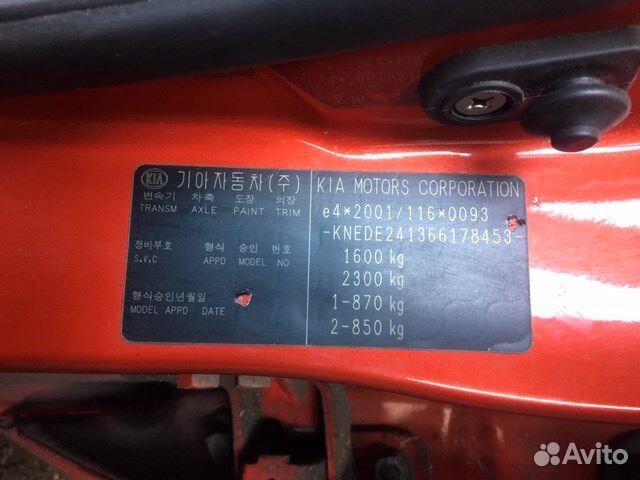 KIA 기아자동차(주)
변속기 차축 도장 의장
TRANSM AXLE PAINT TRIM
정비부호 형식 승인 번호
S.V.C APPD MODEL NO
형식승인년월일
MODEL APPD DATE
KIA MOTORS CORPORATION
e4*2001/116*0093
-KNEDE241366178453-
1600 kg
2300 kg
1-870 kg
2-850 kg
Avito